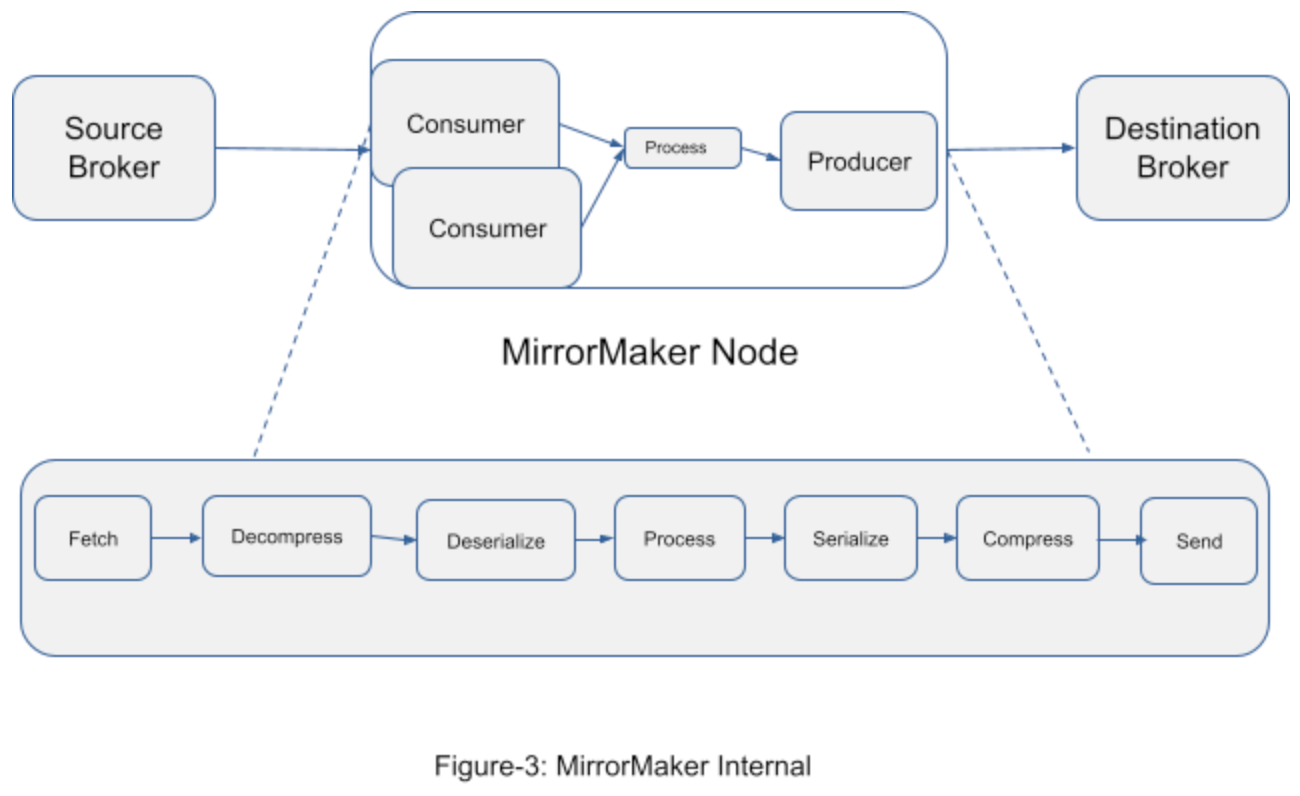 Source
Broker
Consumer
Consumer
Process
Producer
Destination
Broker
MirrorMaker Node
Fetch
Decompress
Deserialize
Process
Serialize
Compress
Send
Figure-3: MirrorMaker Internal